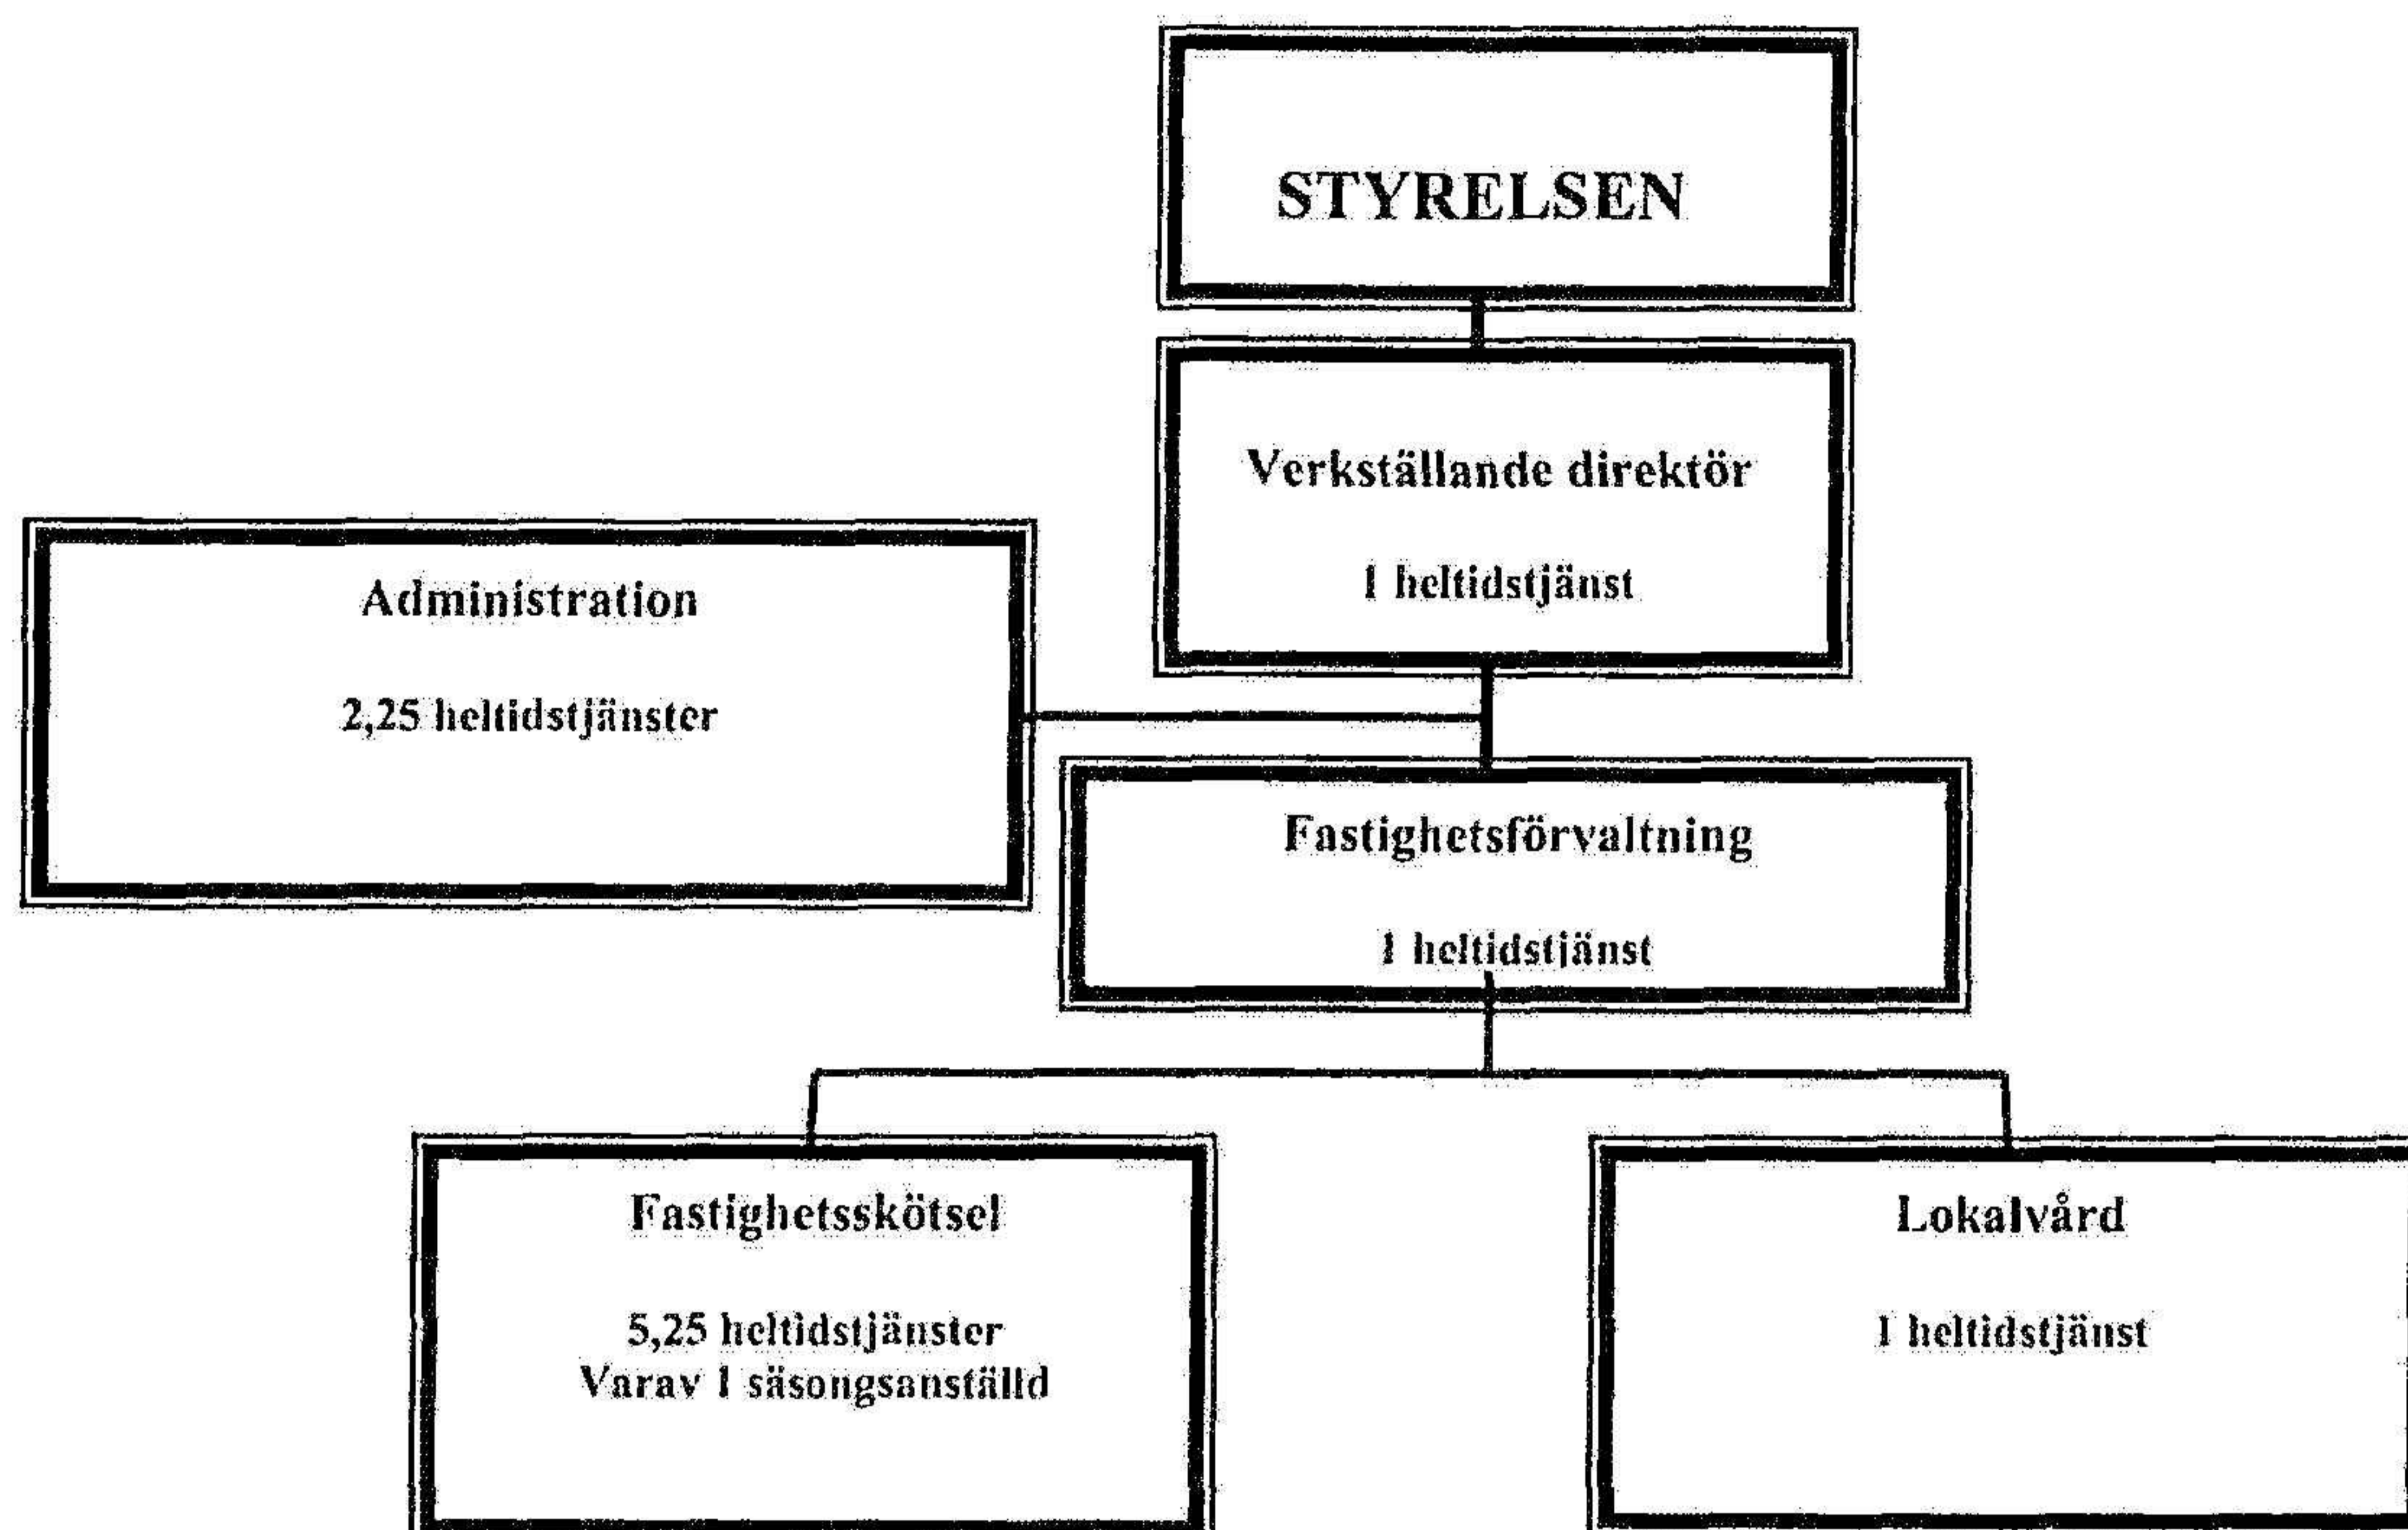 STYRELSEN
Verkställande direktör
1 heltidstjänst
Administration
2,25 heltidstjänster
Fastighetsförvaltning
1 heltidstjänst
Fastighetsskötsel
5,25 heltidstjänster
Varav 1 säsongsanställd
Lokalvård
1 heltidstjänst